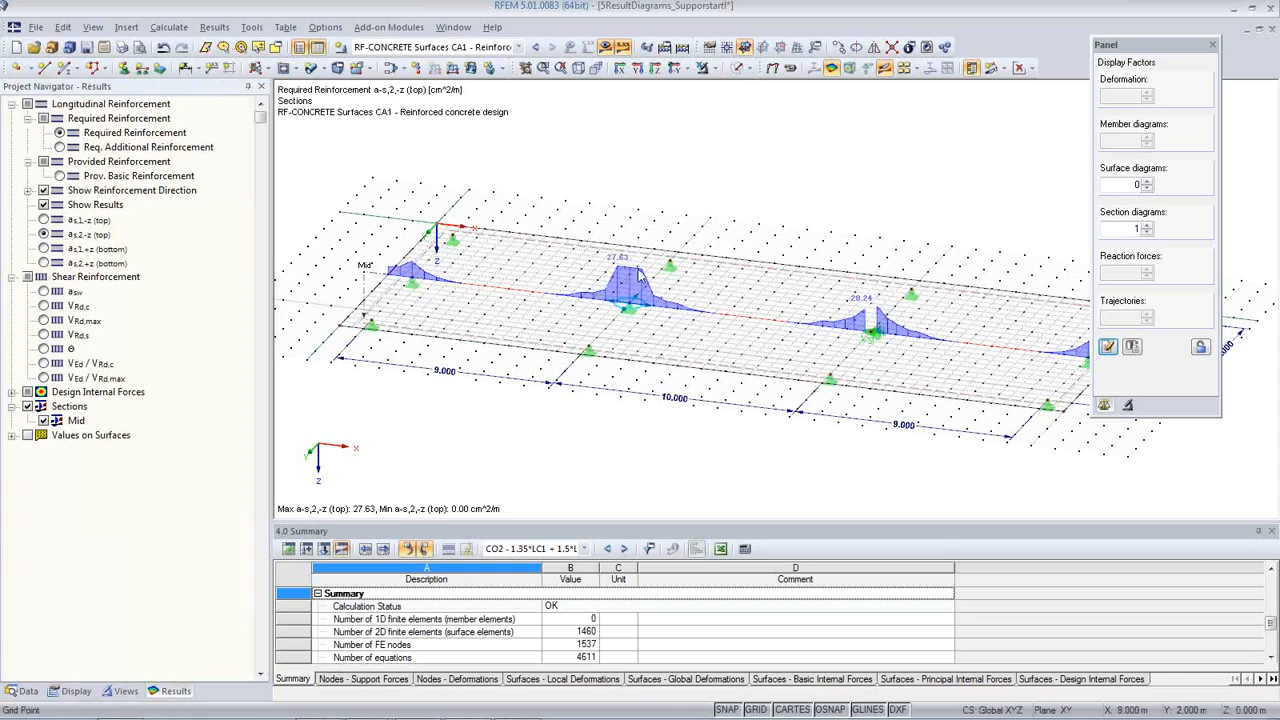 RFEM 5.01.0083 (64bit) - [5ResultDiagrams_Supporstartl*]
File Edit View Insert Calculate Results Tools Table Options Add-on Modules Window Help
RF-CONCRETE Surfaces CA1 - Reinforc
Project Navigator - Results
Longitudinal Reinforcement
Required Reinforcement
Required Reinforcement
Req. Additional Reinforcement
Provided Reinforcement
Prov. Basic Reinforcement
Show Reinforcement Direction
Show Results
as,1,-z (top)
as,2,-z (top)
as,1,+z (bottom)
as,2,+z (bottom)
Shear Reinforcement
asw
VRd,c
VRd,max
VRd,s
Θ
VEd / VRd,c
VEd / VRd,max
Design Internal Forces
Sections
Mid
Values on Surfaces
Data Display Views Results
Required Reinforcement a-s,2,-z (top) [cm^2/m]
Sections
RF-CONCRETE Surfaces CA1 - Reinforced concrete design
X
Z
Mid
27.63
9.000
10.000
9.000
X
Y
Z
Max a-s,2,-z (top): 27.63, Min a-s,2,-z (top): 0.00 cm^2/m
Panel
Display Factors
Deformation:
Member diagrams:
Surface diagrams:
0
Section diagrams:
1
Reaction forces:
Trajectories:
4.0 Summary
CO2 - 1.35*LC1 + 1.5*L
A B C D
Description Value Unit Comment
Summary
Calculation Status OK
Number of 1D finite elements (member elements) 0
Number of 2D finite elements (surface elements) 1460
Number of FE nodes 1537
Number of equations 4611
Summary Nodes - Support Forces Nodes - Deformations Surfaces - Local Deformations Surfaces - Global Deformations Surfaces - Basic Internal Forces Surfaces - Principal Internal Forces Surfaces - Design Internal Forces
Grid Point SNAP GRID CARTES OSNAP GLINES DXF CS: Global XYZ Plane: XY X: 9.000 m Y: 2.000 m Z: 0.000 m